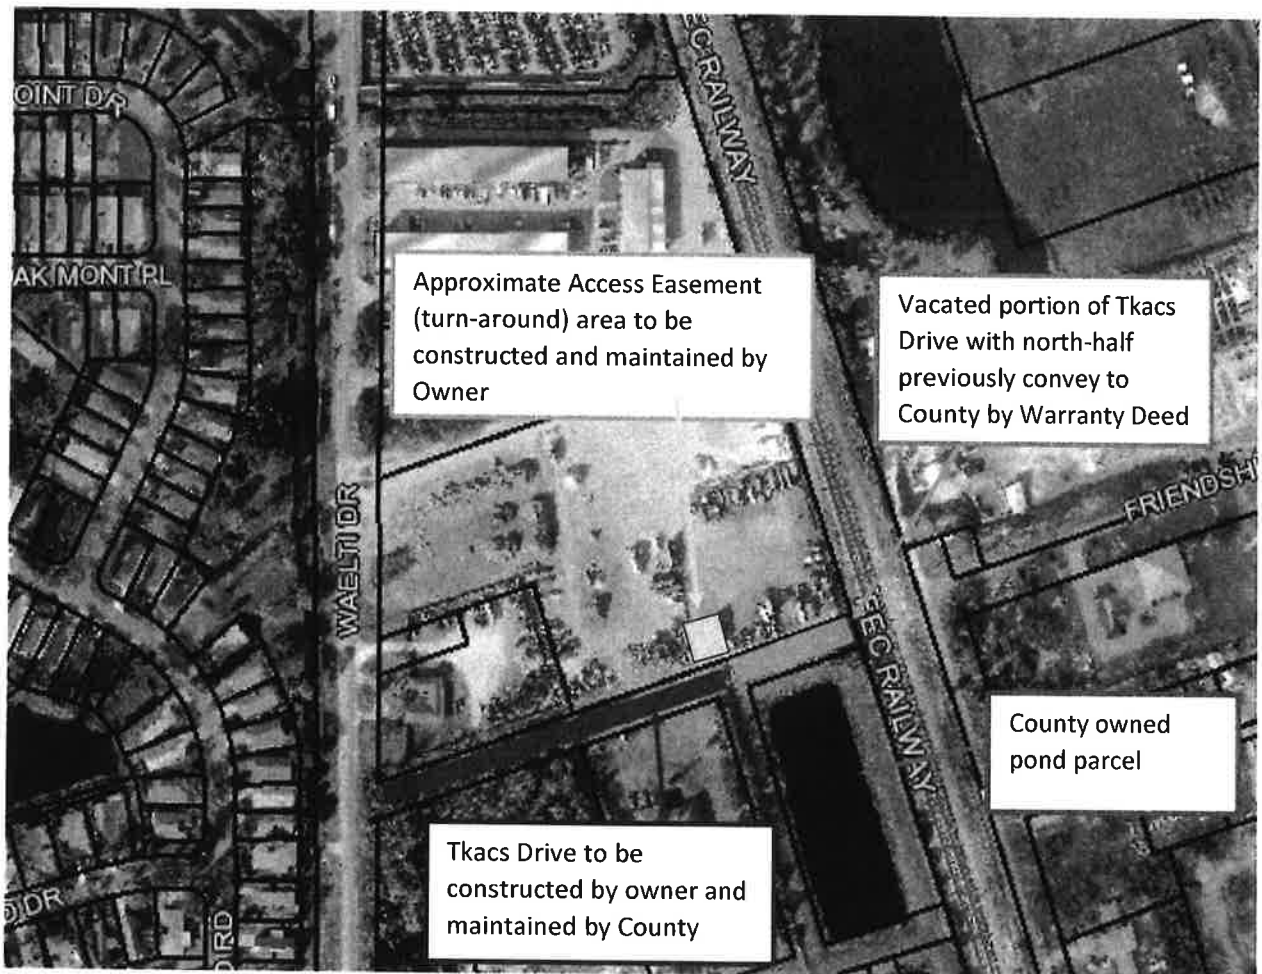 OINT DR
EC RAILWAY
AK MONT PL
Approximate Access Easement
(turn-around) area to be
constructed and maintained by
Owner
Vacated portion of Tkacs
Drive with north-half
previously convey to
County by Warranty Deed
WAELTI DR
FRIENDSHI
EC RAILWAY
County owned
pond parcel
Tkacs Drive to be
constructed by owner and
maintained by County
D DR
D RD